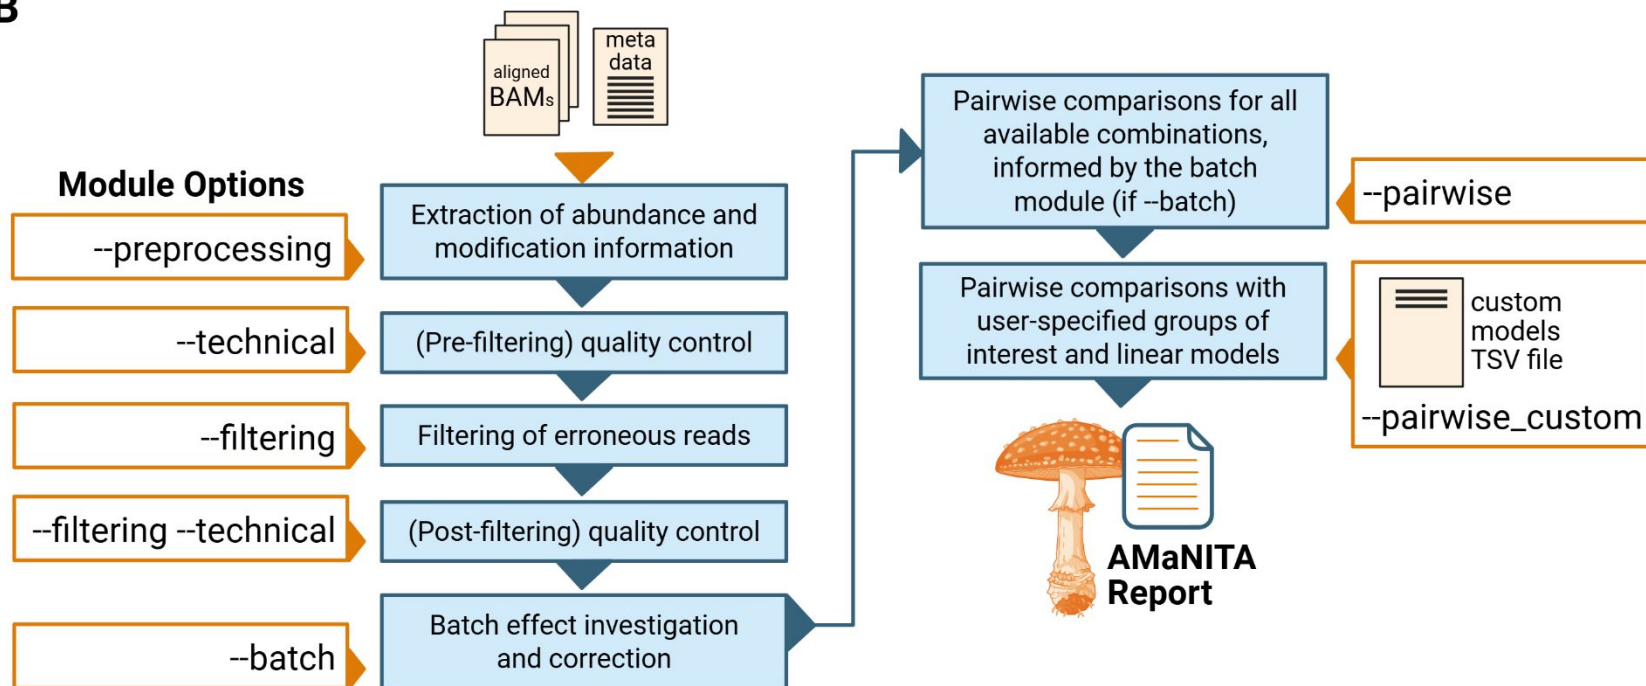 B
aligned
BAMs
meta
data
Module Options
--preprocessing
Extraction of abundance and
modification information
--technical
(Pre-filtering) quality control
--filtering
Filtering of erroneous reads
--filtering --technical
(Post-filtering) quality control
--batch
Batch effect investigation
and correction
Pairwise comparisons for all
available combinations,
informed by the batch
module (if --batch)
--pairwise
Pairwise comparisons with
user-specified groups of
interest and linear models
custom
models
TSV file
--pairwise_custom
AMaNITA
Report